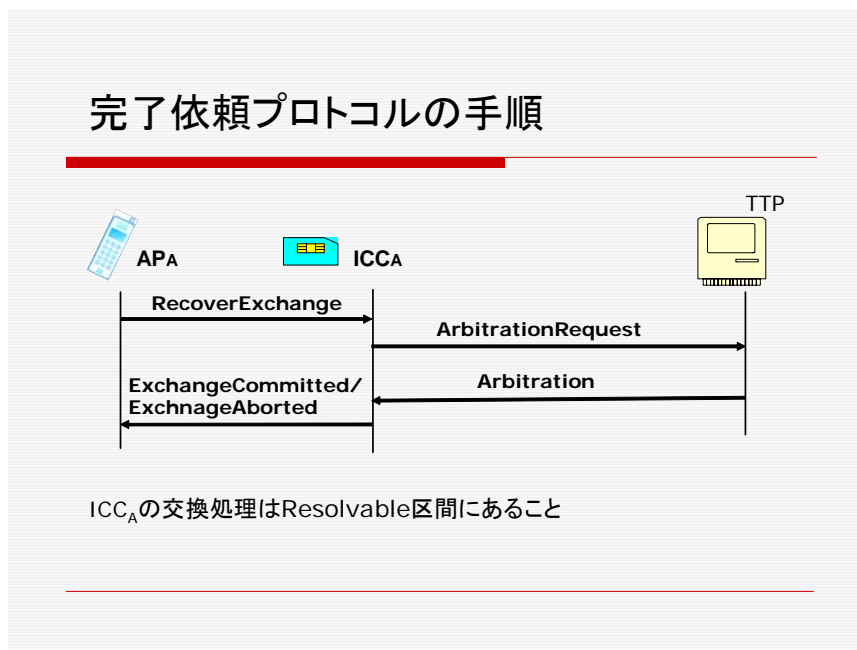 完了依頼プロトコルの手順
TTP
APA
ICCA
RecoverExchange
ArbitrationRequest
Arbitration
ExchangeCommitted/
ExchnageAborted
ICCAの交換処理はResolvable区間にあること